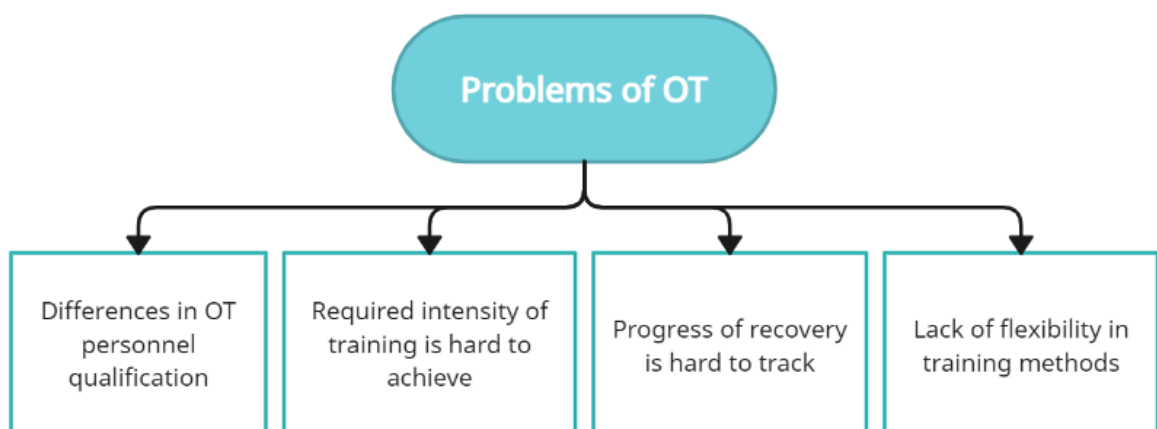 Problems of OT
Differences in OT
personnel
qualification
Required intensity of
training is hard to
achieve
Progress of recovery
is hard to track
Lack of flexibility in
training methods